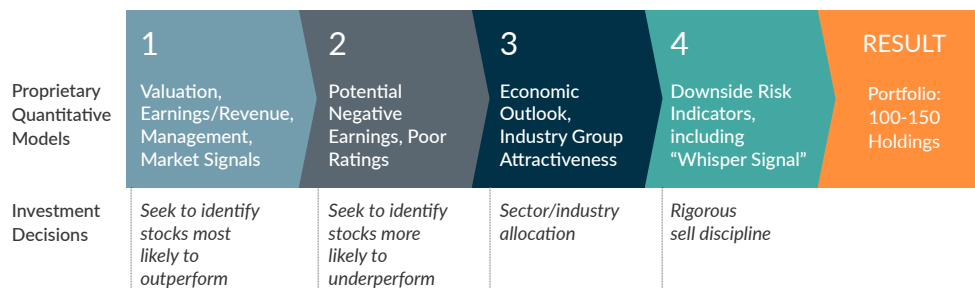 1
Valuation,
Earnings/Revenue,
Management,
Market Signals
2
Potential
Negative
Earnings, Poor
Ratings
3
Economic
Outlook,
Industry Group
Attractiveness
4
Downside Risk
Indicators,
including
“Whisper Signal”
RESULT
Portfolio:
100-150
Holdings
Proprietary
Quantitative
Models
Investment
Decisions
Seek to identify
stocks most
likely to
outperform
Seek to identify
stocks more
likely to
underperform
Sector/industry
allocation
Rigorous
sell discipline